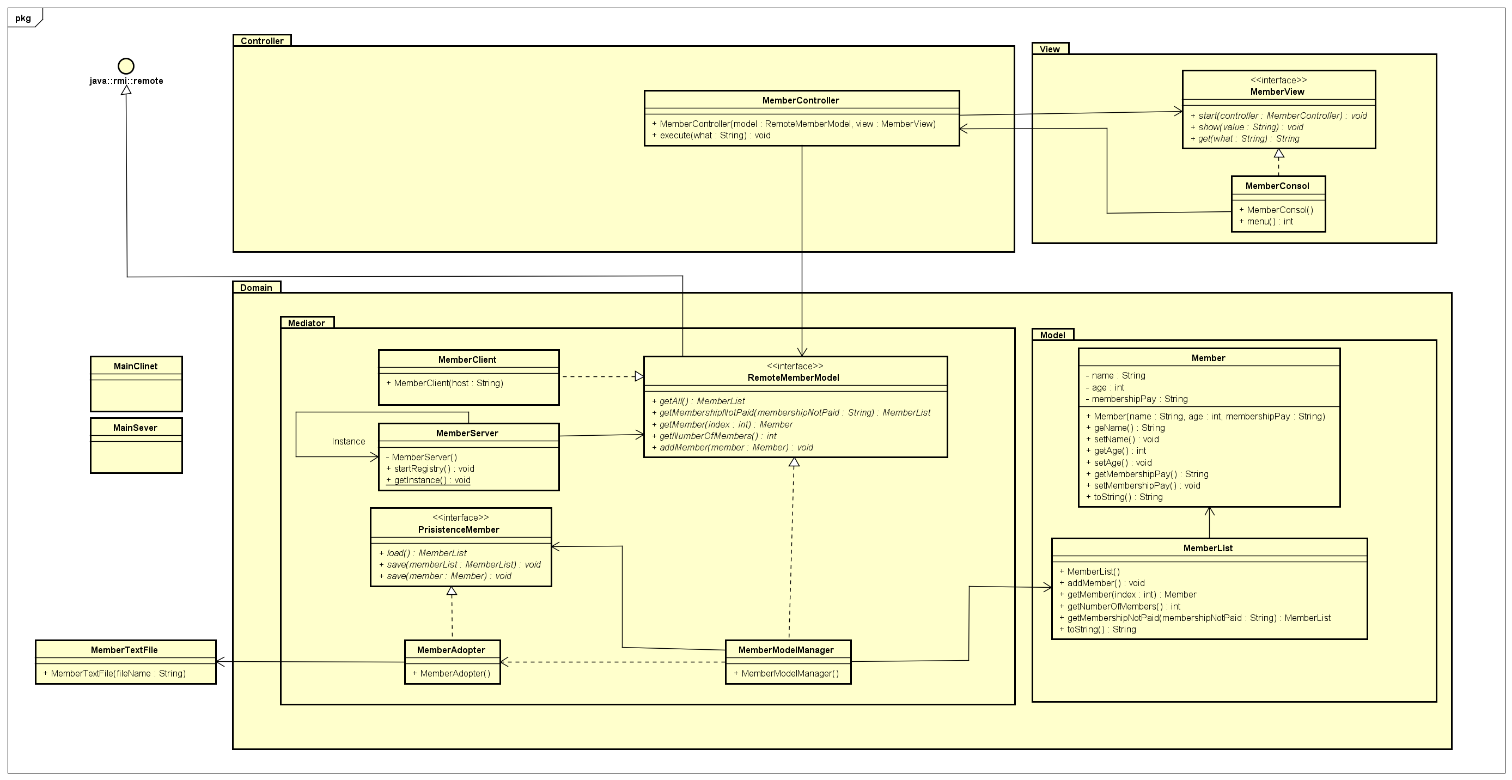 pkg
java::rmi::remote
Controller
MemberController
+ MemberController(model : RemoteMemberModel, view : MemberView)
+ execute(what : String) : void
View
<<interface>>
MemberView
+ start(controller : MemberController) : void
+ show(value : String) : void
+ get(what : String) : String
MemberConsol
+ MemberConsol()
+ menu() : int
Domain
Mediator
MemberClient
+ MemberClient(host : String)
Instance
MemberServer
- MemberServer()
+ startRegistry() : void
+ getInstance() : void
<<interface>>
RemoteMemberModel
+ getAll() : MemberList
+ getMembershipNotPaid(membershipNotPaid : String) : MemberList
+ getMember(index : int) : Member
+ getNumberOfMembera() : int
+ addMember(member : Member) : void
<<interface>>
PrisistenceMember
+ load() : MemberList
+ save(memberList : MemberList) : void
+ save(member : Member) : void
MemberAdopter
+ MemberAdopter()
MemberModelManager
+ MemberModelManager()
Model
Member
- name : String
- age : int
- membershipPay : String
+ Member(name : String, age : int, membershipPay : String)
+ geName() : String
+ setName() : void
+ getAge() : int
+ setAge() : void
+ getMembershipPay() : String
+ setMembershipPay() : void
+ toString() : String
MemberList
+ MemberList()
+ addMember() : void
+ getMember(index : int) : Member
+ getNumberOfMembers() : int
+ getMembershipNotPaid(membershipNotPaid : String) : MemberList
+ toString() : String
MainClinet
MainSever
MemberTextFile
+ MemberTextFile(fileName : String)